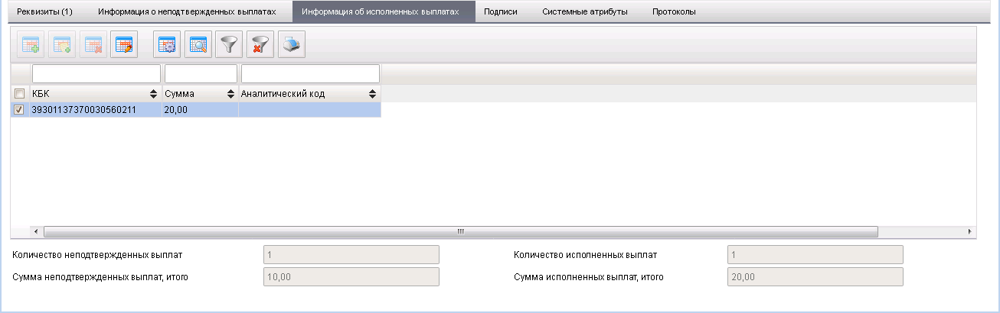 Реквизиты (1) Информация о неподтвержденных выплатах Информация об исполненных выплатах Подписи Системные атрибуты Протоколы
КБК Сумма Аналитический код
39301137370030560211 20,00
Количество неподтвержденных выплат 1 Количество исполненных выплат 1
Сумма неподтвержденных выплат, итого 10,00 Сумма исполненных выплат, итого 20,00